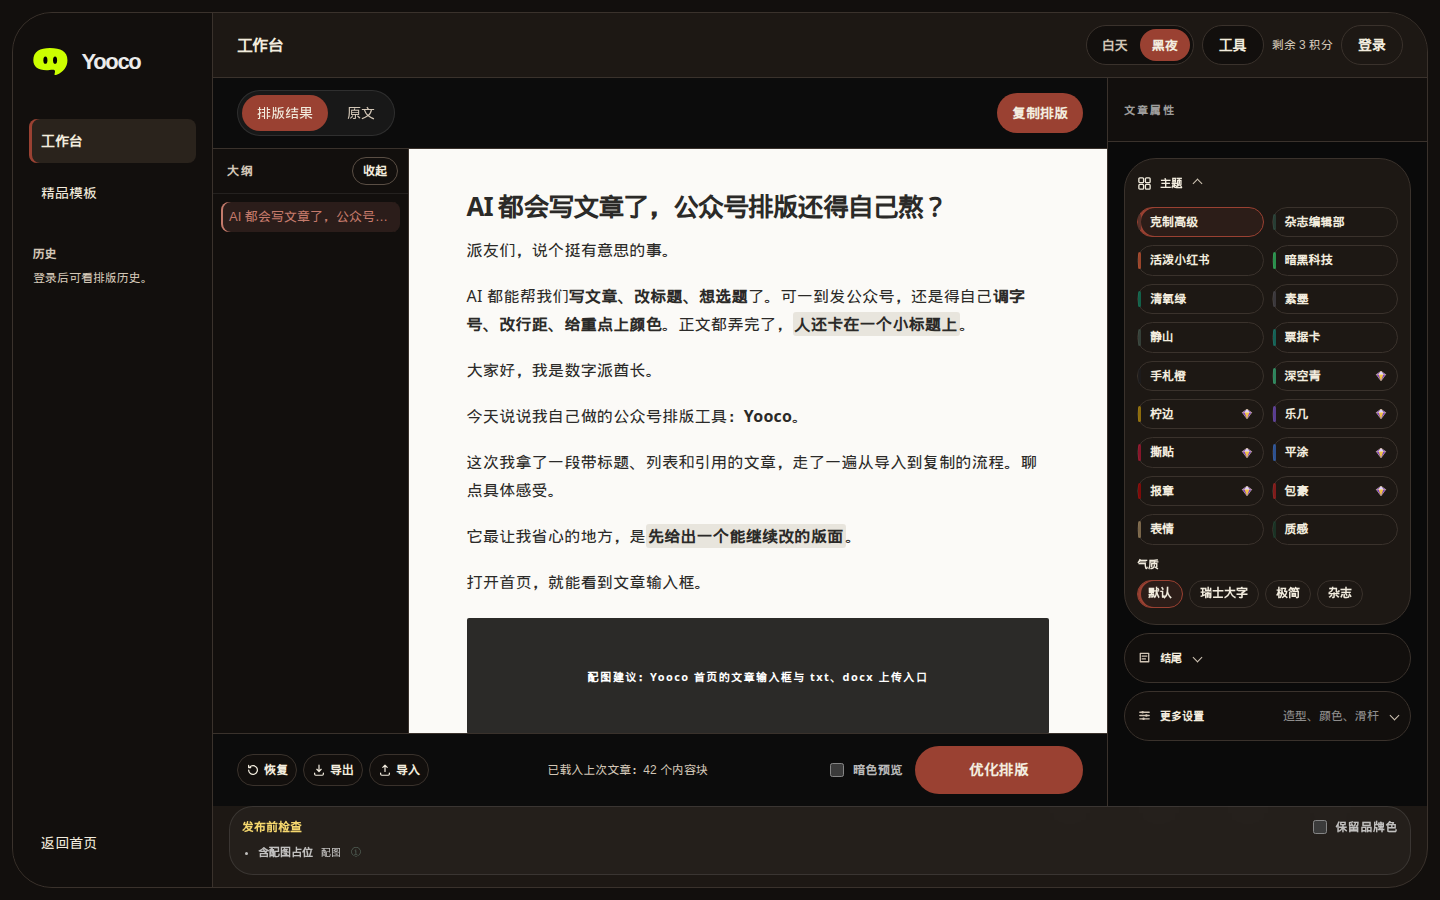 Yooco
工作台
精品模板
历史
登录后可看排版历史。
返回首页
工作台
白天
黑夜
工具
剩余 3 积分
登录
排版结果
原文
复制排版
大纲
收起
AI 都会写文章了，公众号...
AI 都会写文章了，公众号排版还得自己熬？
派友们，说个挺有意思的事。
AI 都能帮我们写文章、改标题、想选题了。可一到发公众号，还是得自己调字
号、改行距、给重点上颜色。正文都弄完了，人还卡在一个小标题上。
大家好，我是数字派酋长。
今天说说我自己做的公众号排版工具：Yooco。
这次我拿了一段带标题、列表和引用的文章，走了一遍从导入到复制的流程。聊
点具体感受。
它最让我省心的地方，是先给出一个能继续改的版面。
打开首页，就能看到文章输入框。
配图建议：Yooco 首页的文章输入框与 txt、docx 上传入口
恢复
导出
导入
已载入上次文章：42 个内容块
暗色预览
优化排版
发布前检查
• 含配图占位 配图
保留品牌色
文章属性
主题
克制高级
杂志编辑部
活泼小红书
暗黑科技
清氧绿
素墨
静山
票据卡
手札橙
深空青
柠边
乐几
撕贴
平涂
报章
包豪
表情
质感
气质
默认
瑞士大字
极简
杂志
结尾
更多设置
造型、颜色、滑杆